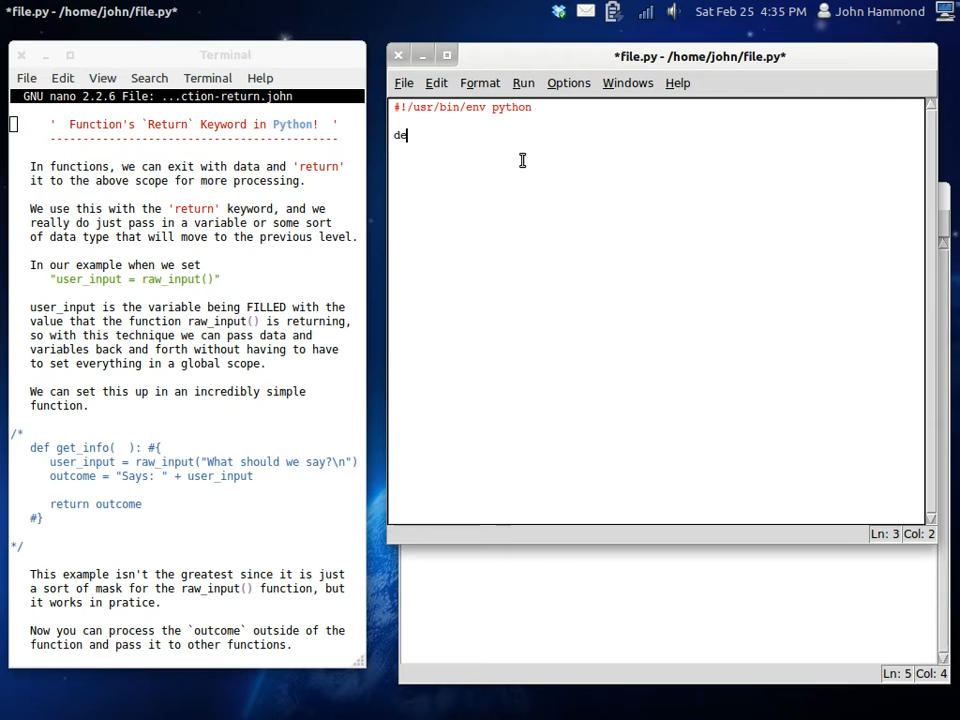 *file.py - /home/john/file.py*
Sat Feb 25 4:35 PM
John Hammond
Terminal
File Edit View Search Terminal Help
GNU nano 2.2.6 File: ...ction-return.john
' Function's `Return` Keyword in Python! '
-----------------------------------------
In functions, we can exit with data and 'return'
it to the above scope for more processing.
We use this with the 'return' keyword, and we
really do just pass in a variable or some sort
of data type that will move to the previous level.
In our example when we set
"user_input = raw_input()"
user_input is the variable being FILLED with the
value that the function raw_input() is returning,
so with this technique we can pass data and
variables back and forth without having to have
to set everything in a global scope.
We can set this up in an incredibly simple
function.
/*
def get_info(  ): #{
user_input = raw_input("What should we say?\n")
outcome = "Says: " + user_input
return outcome
#}
*/
This example isn't the greatest since it is just
a sort of mask for the raw_input() function, but
it works in pratice.
Now you can process the `outcome` outside of the
function and pass it to other functions.
*file.py - /home/john/file.py*
File Edit Format Run Options Windows Help
#!/usr/bin/env python
de
Ln: 3 Col: 2
Ln: 5 Col: 4